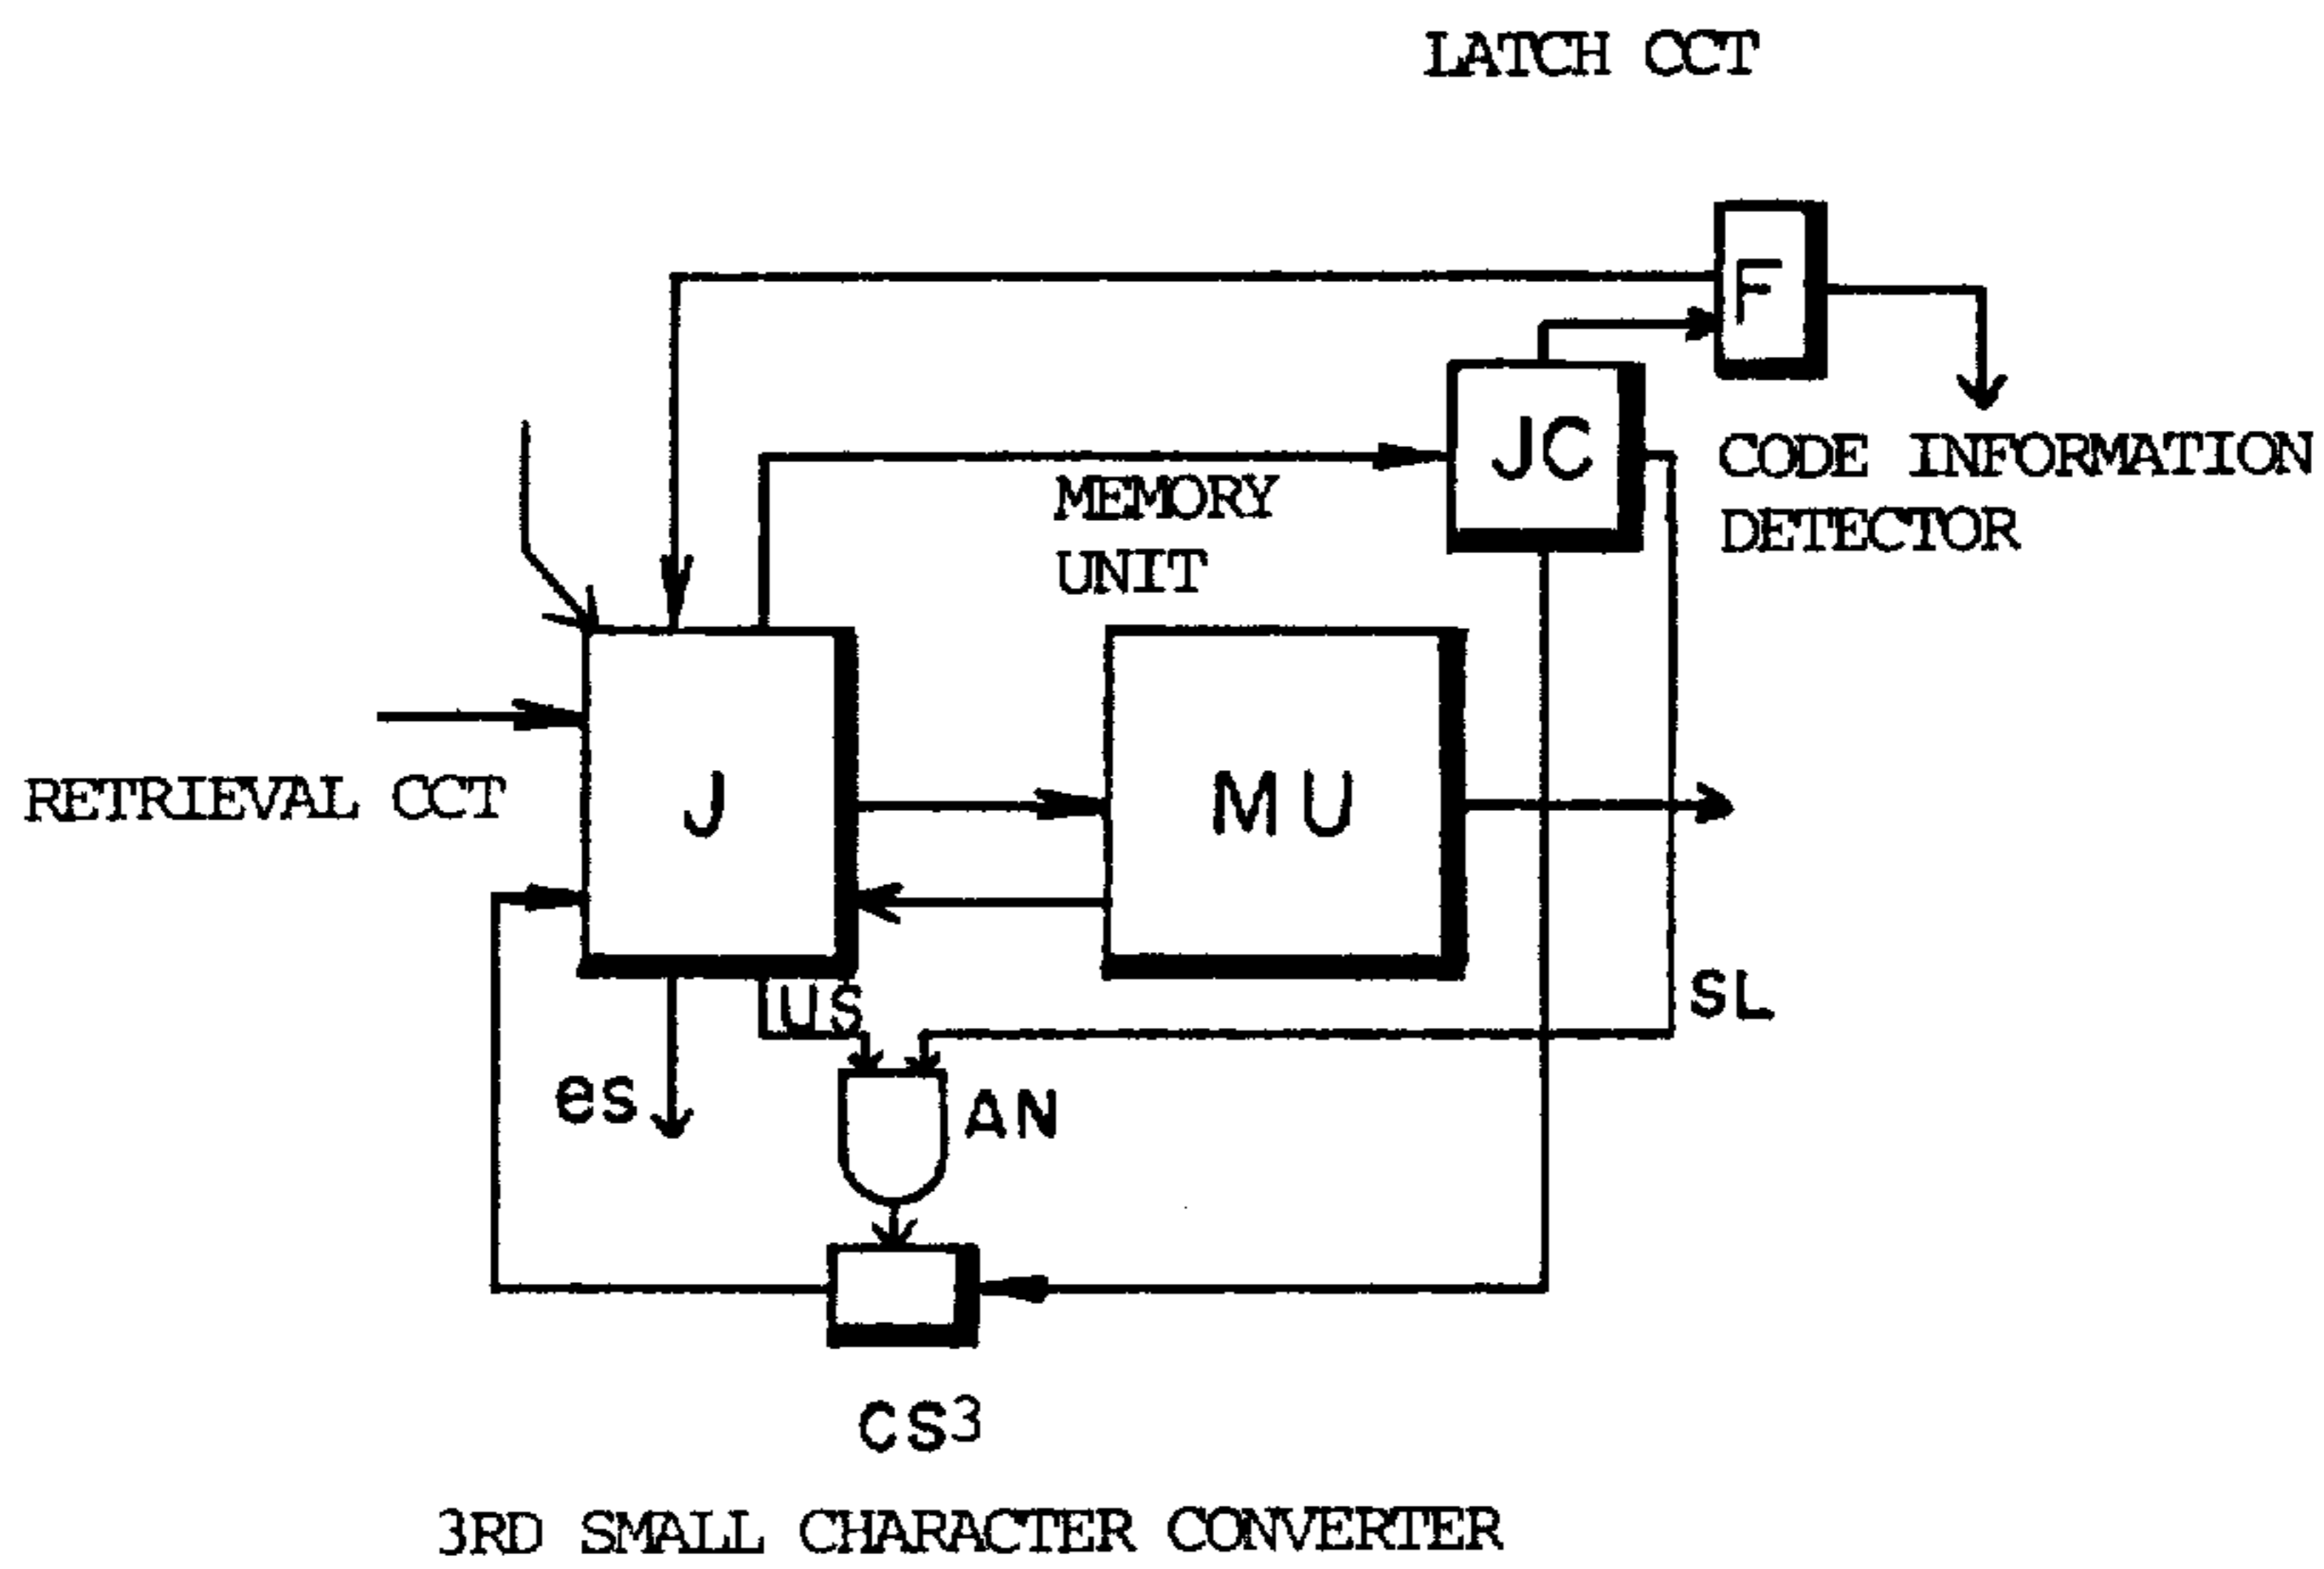 LATCH CCT
F
JC
CODE INFORMATION
DETECTOR
MEMORY
UNIT
RETRIEVAL CCT
J
MU
US
SL
es
AN
CS3
3RD SMALL CHARACTER CONVERTER